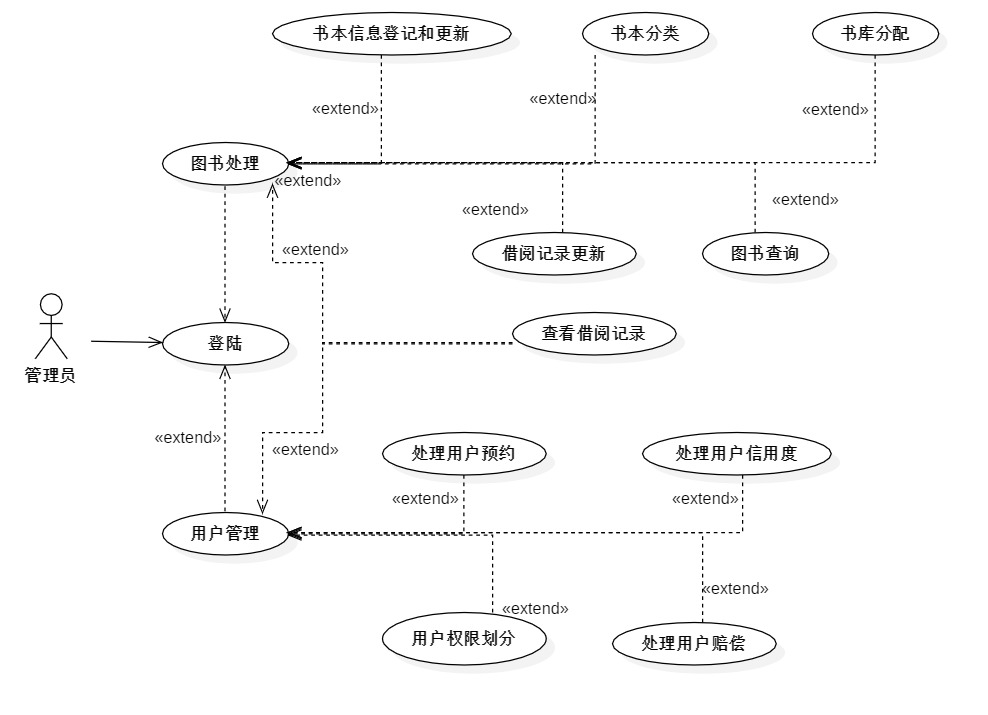 书本信息登记和更新
书本分类
书库分配
«extend»
«extend»
«extend»
图书处理
«extend»
«extend»
«extend»
«extend»
借阅记录更新
图书查询
管理员
登陆
查看借阅记录
«extend»
«extend»
处理用户预约
处理用户信用度
«extend»
«extend»
用户管理
«extend»
«extend»
用户权限划分
处理用户赔偿